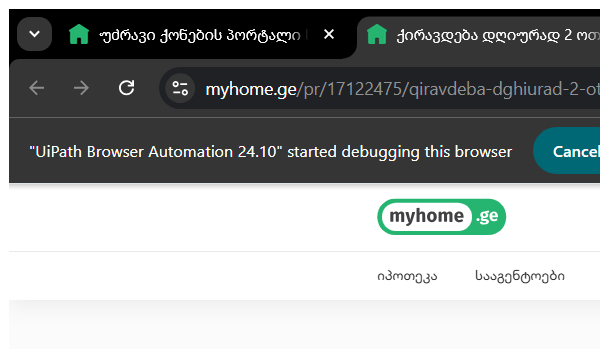 უძრავი ქონების პორტალი
ქირავდება დღიურად 2
myhome.ge/pr/17122475/qiravdeba-dghiurad-2-ot
"UiPath Browser Automation 24.10" started debugging this browser
Cancel
myhome.ge
იპოთეკა
სააგენტოები